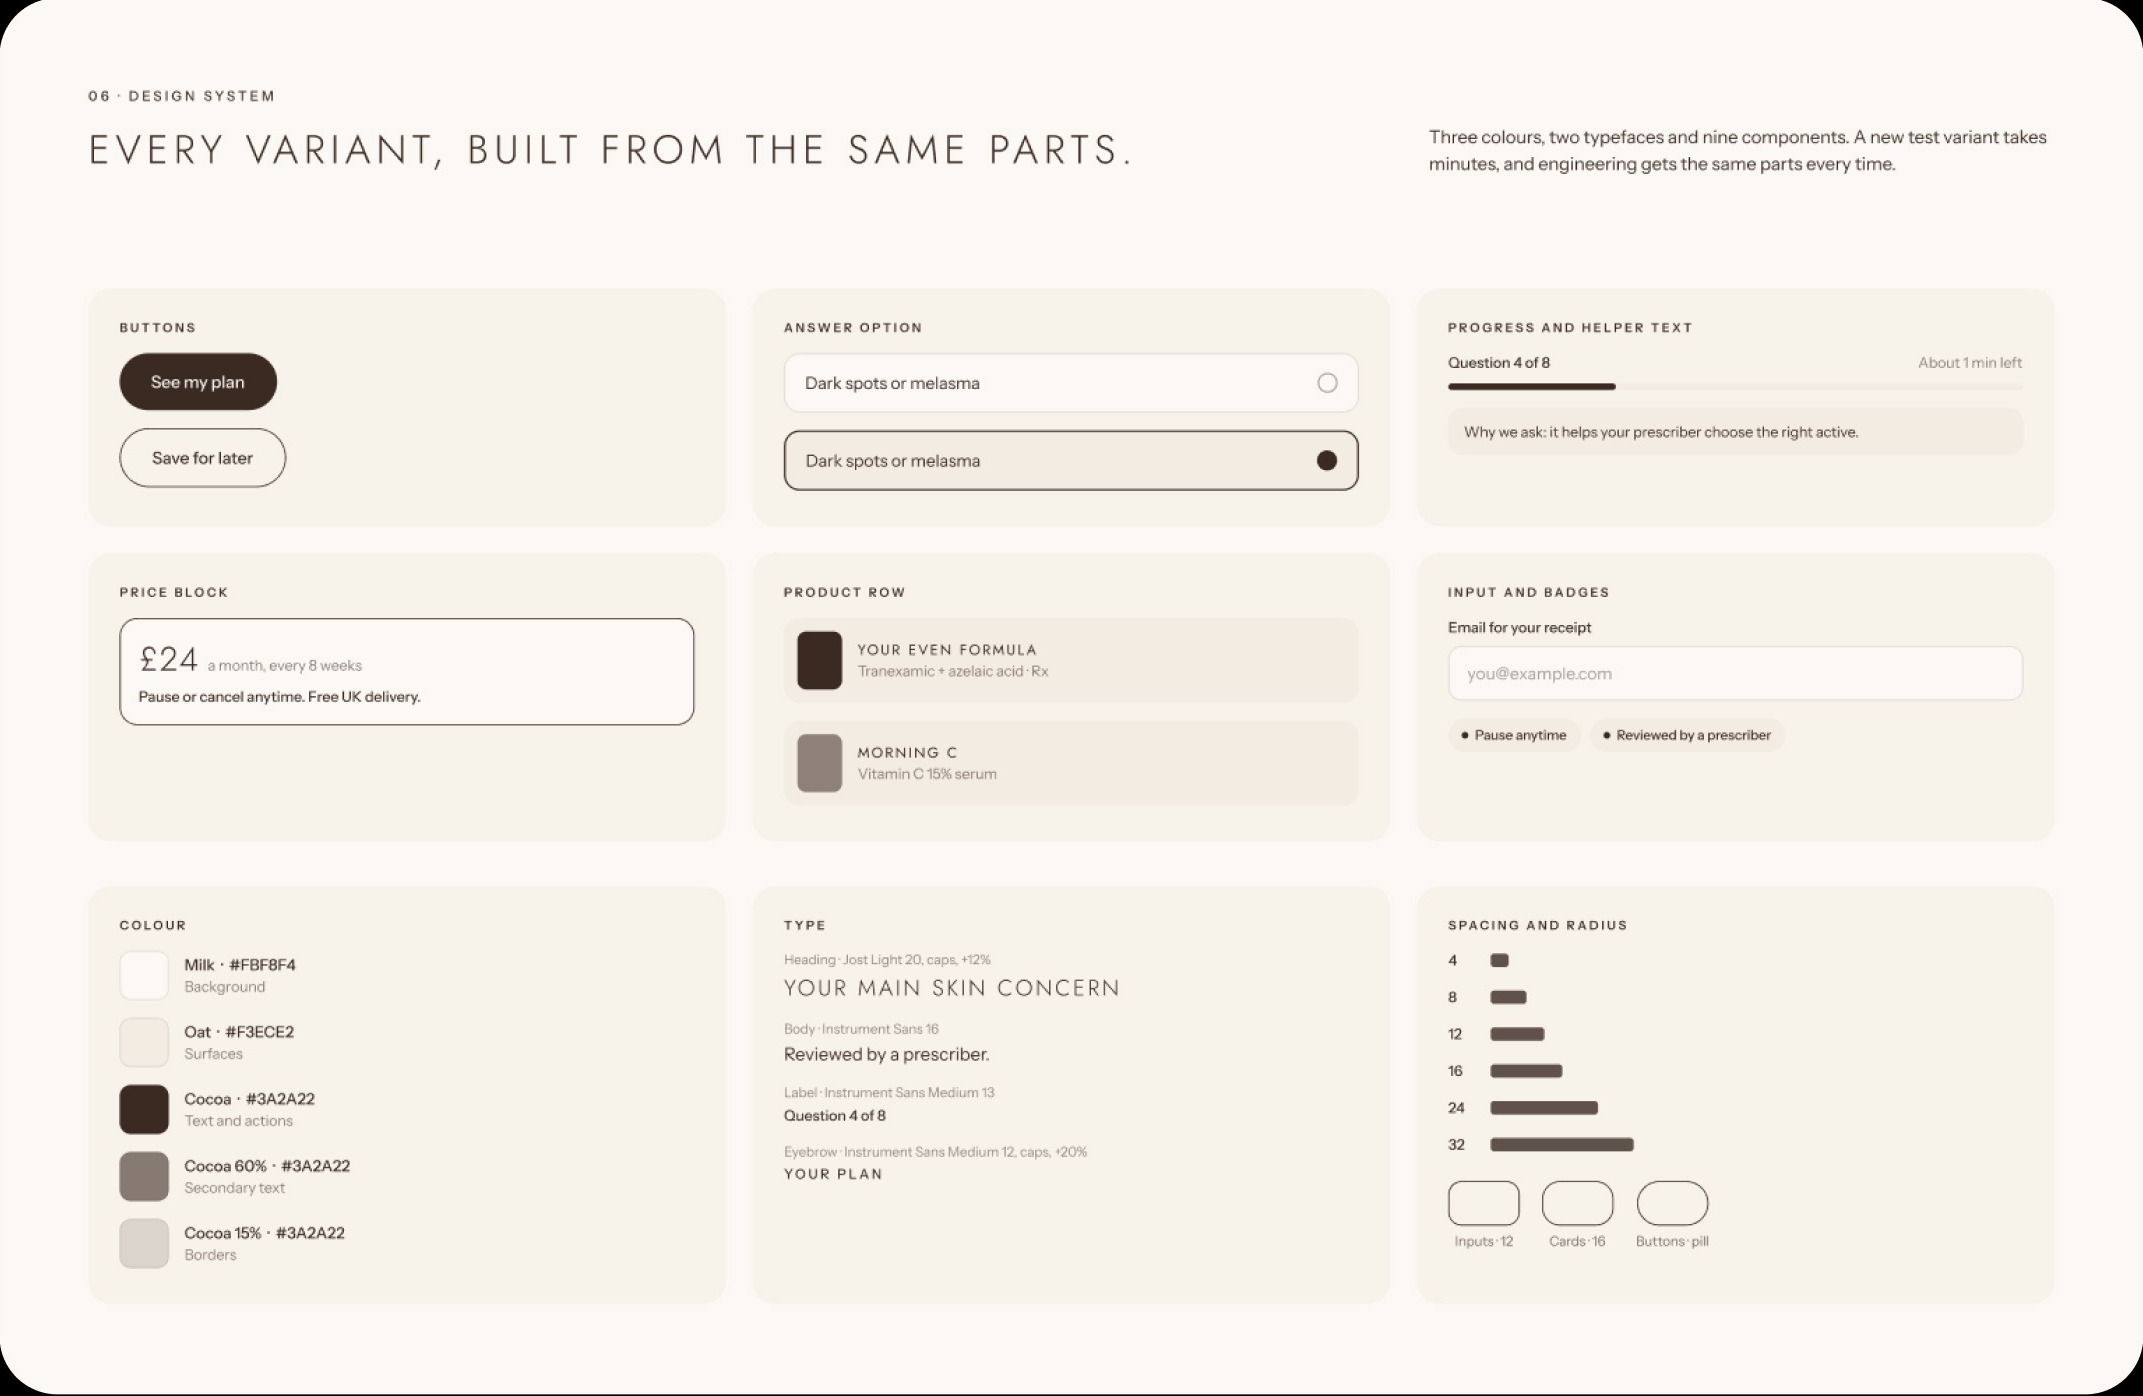 06 · DESIGN SYSTEM
EVERY VARIANT, BUILT FROM THE SAME PARTS.
Three colours, two typefaces and nine components. A new test variant takes
minutes, and engineering gets the same parts every time.
BUTTONS
See my plan
Save for later
ANSWER OPTION
Dark spots or melasma
Dark spots or melasma
PROGRESS AND HELPER TEXT
Question 4 of 8
About 1 min left
Why we ask: it helps your prescriber choose the right active.
PRICE BLOCK
£24 a month, every 8 weeks
Pause or cancel anytime. Free UK delivery.
PRODUCT ROW
YOUR EVEN FORMULA
Tranexamic + azelaic acid · Rx
MORNING C
Vitamin C 15% serum
INPUT AND BADGES
Email for your receipt
you@example.com
• Pause anytime
• Reviewed by a prescriber
COLOUR
Milk · #FBF8F4
Background
Oat · #F3ECE2
Surfaces
Cocoa · #3A2A22
Text and actions
Cocoa 60% · #3A2A22
Secondary text
Cocoa 15% · #3A2A22
Borders
TYPE
Heading · Jost Light 20, caps, +12%
YOUR MAIN SKIN CONCERN
Body · Instrument Sans 16
Reviewed by a prescriber.
Label · Instrument Sans Medium 13
Question 4 of 8
Eyebrow · Instrument Sans Medium 12, caps, +20%
YOUR PLAN
SPACING AND RADIUS
4
8
12
16
24
32
Inputs · 12
Cards · 16
Buttons · pill